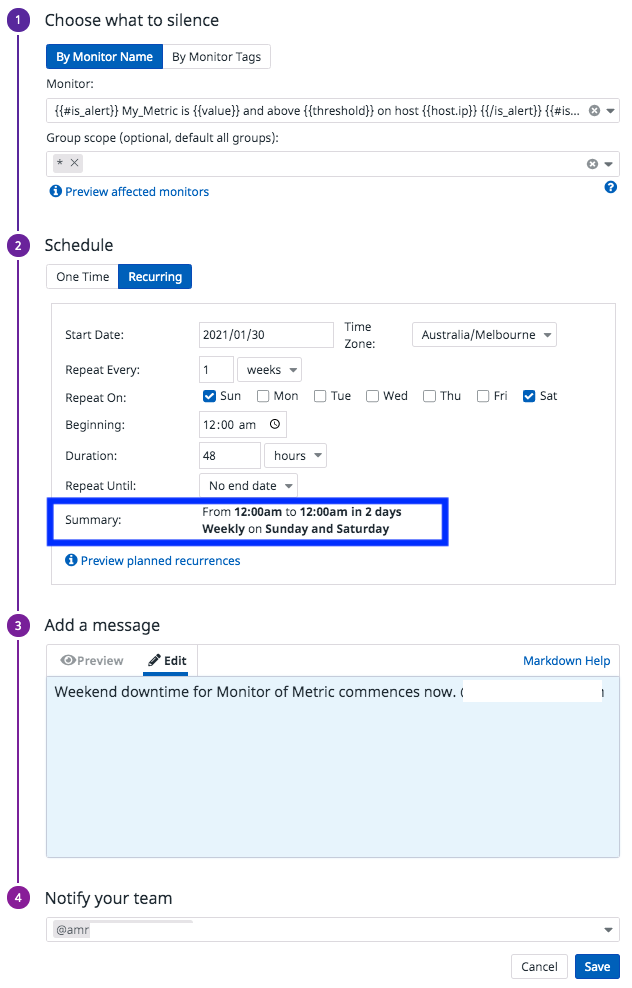 1 Choose what to silence
By Monitor Name By Monitor Tags
Monitor:
{{#is_alert}} My_Metric is {{value}} and above {{threshold}} on host {{host.ip}} {{/is_alert}} {{#is...
Group scope (optional, default all groups):
* ×
Preview affected monitors ?
2 Schedule
One Time Recurring
Start Date: 2021/01/30 Time Zone: Australia/Melbourne
Repeat Every: 1 weeks
Repeat On: Sun Mon Tue Wed Thu Fri Sat
Beginning: 12:00 am
Duration: 48 hours
Repeat Until: No end date
Summary: From 12:00am to 12:00am in 2 days
Weekly on Sunday and Saturday
Preview planned recurrences
3 Add a message
Preview Edit Markdown Help
Weekend downtime for Monitor of Metric commences now.
4 Notify your team
@amr
Cancel Save